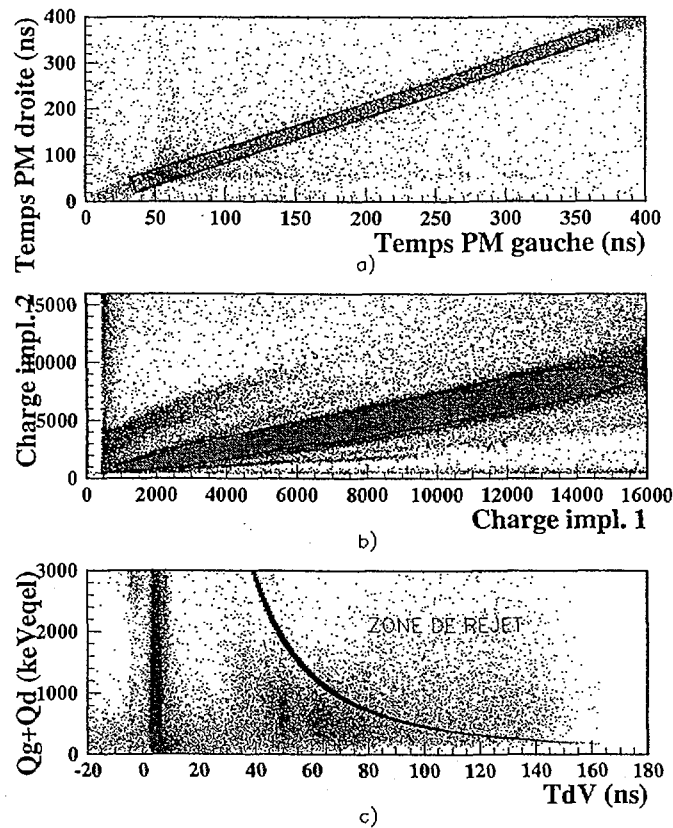 Temps PM droite (ns)
400
300
200
100
0
0 50 100 150 200 250 300 350 400
Temps PM gauche (ns)
a)
Charge impl. 2
15000
10000
5000
0
0 2000 4000 6000 8000 10000 12000 14000 16000
Charge impl. 1
b)
Qg+Qd (keVeqel)
3000
2000
1000
0
ZONE DE REJET
-20 0 20 40 60 80 100 120 140 160 180
TdV (ns)
c)